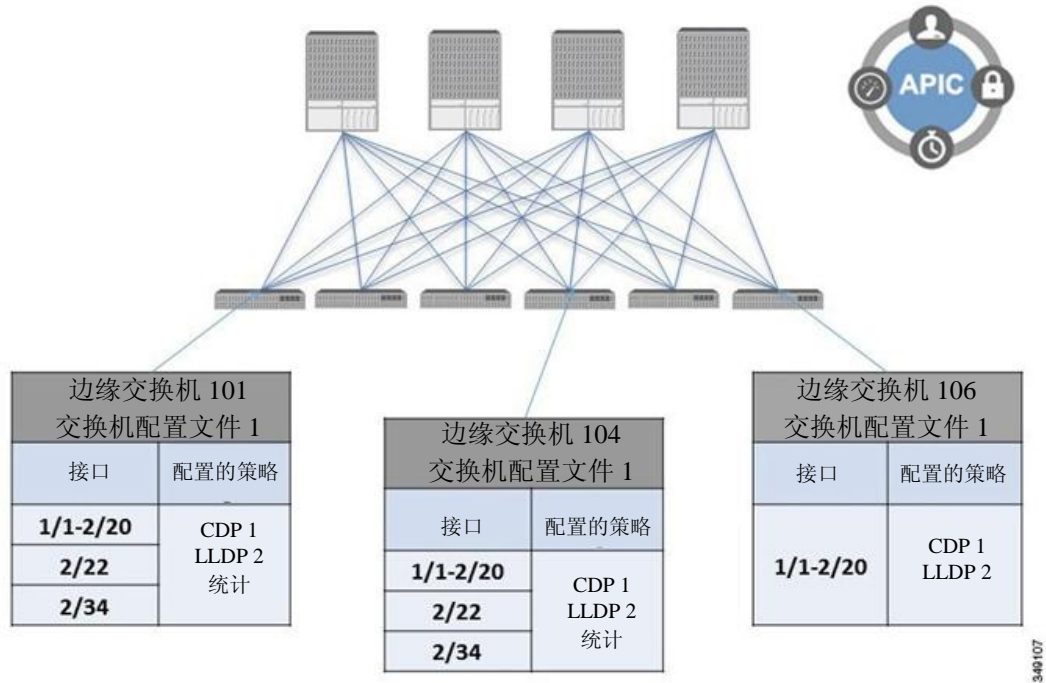 APIC
边缘交换机 101
交换机配置文件 1
接口
配置的策略
1/1-2/20
2/22
2/34
CDP 1
LLDP 2
统计
边缘交换机 104
交换机配置文件 1
接口
配置的策略
1/1-2/20
2/22
2/34
CDP 1
LLDP 2
统计
边缘交换机 106
交换机配置文件 1
接口
配置的策略
1/1-2/20
CDP 1
LLDP 2
349107